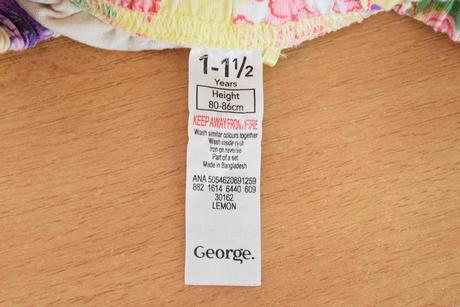 1-1½
Years
Height
80-86cm
KEEP AWAY FROM FIRE
Wash similar colours together
Wash inside out
Iron on reverse
Part of a set
Made in Bangladesh
ANA 5054620691259
882 1614 6440 609
30162
LEMON
George.